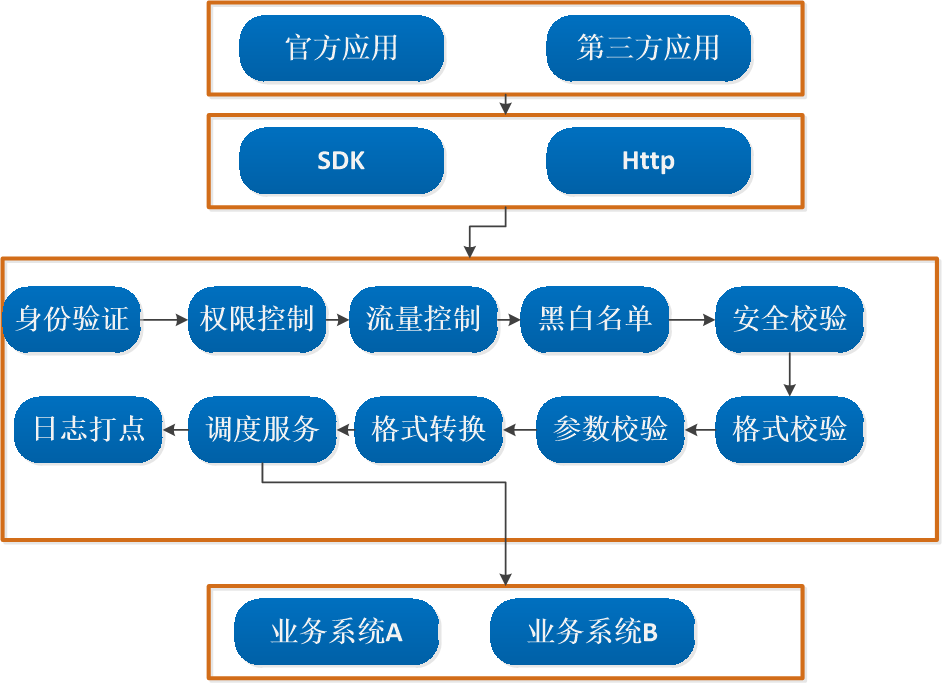 官方应用
第三方应用
SDK
Http
身份验证
权限控制
流量控制
黑白名单
安全校验
日志打点
调度服务
格式转换
参数校验
格式校验
业务系统A
业务系统B